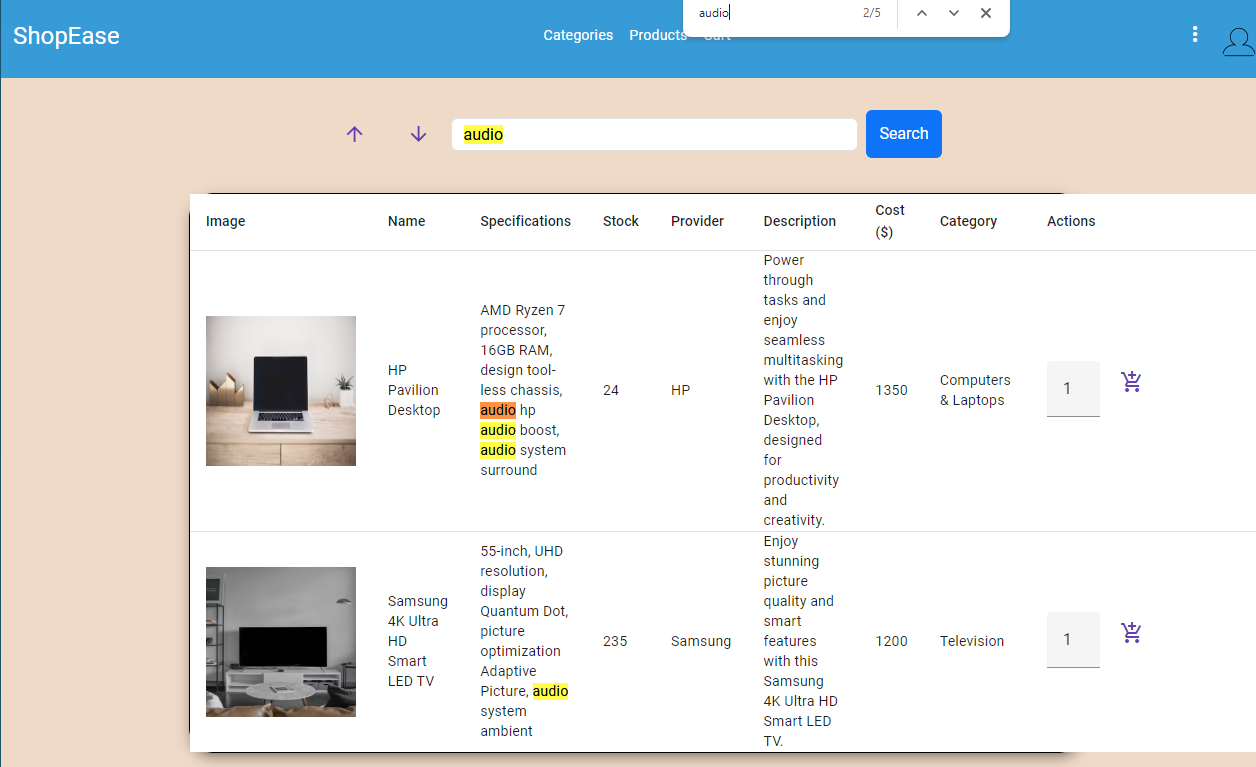 audio 2/5
ShopEase
Categories Products Cart
audio
Search
Image Name Specifications Stock Provider Description Cost ($) Category Actions
HP
Pavilion
Desktop
AMD Ryzen 7
processor,
16GB RAM,
design tool-
less chassis,
audio hp
audio boost,
audio system
surround
24
HP
Power
through
tasks and
enjoy
seamless
multitasking
with the HP
Pavilion
Desktop,
designed
for
productivity
and
creativity.
1350
Computers
& Laptops
1
Samsung
4K Ultra
HD
Smart
LED TV
55-inch, UHD
resolution,
display
Quantum Dot,
picture
optimization
Adaptive
Picture, audio
system
ambient
235
Samsung
Enjoy
stunning
picture
quality and
smart
features
with this
Samsung
4K Ultra HD
Smart LED
TV.
1200
Television
1